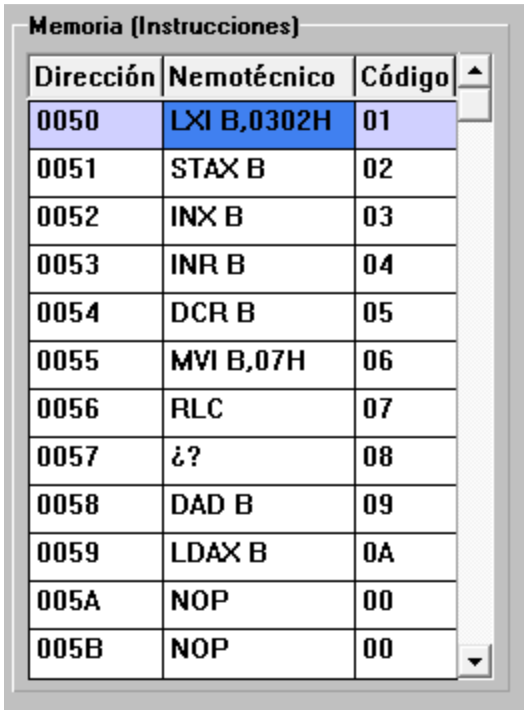 Memoria (Instrucciones)
Dirección Nemotécnico Código
0050 LXI B,0302H 01
0051 STAX B 02
0052 INX B 03
0053 INR B 04
0054 DCR B 05
0055 MVI B,07H 06
0056 RLC 07
0057 ¿? 08
0058 DAD B 09
0059 LDAX B 0A
005A NOP 00
005B NOP 00